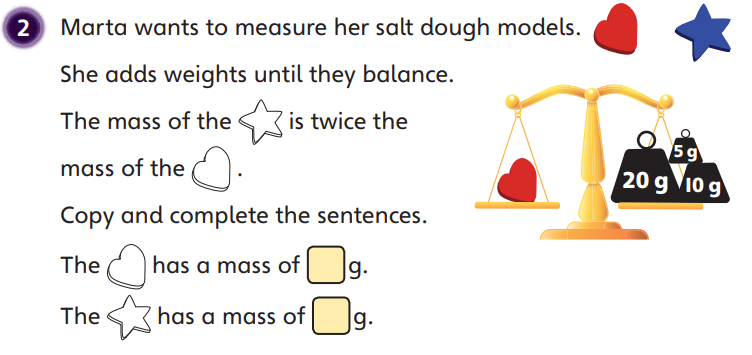 2 Marta wants to measure her salt dough models.
She adds weights until they balance.
The mass of the is twice the
mass of the .
Copy and complete the sentences.
The has a mass of g.
The has a mass of g.
5 g
20 g 10 g